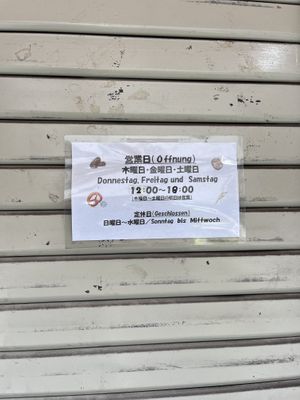 営業日(Öffnung)
木曜日・金曜日・土曜日
Donnestag, Freitag und Samstag
12:00～18:00
定休日(Geschlossen)
日曜日～水曜日/Sonntag bis Mittwoch